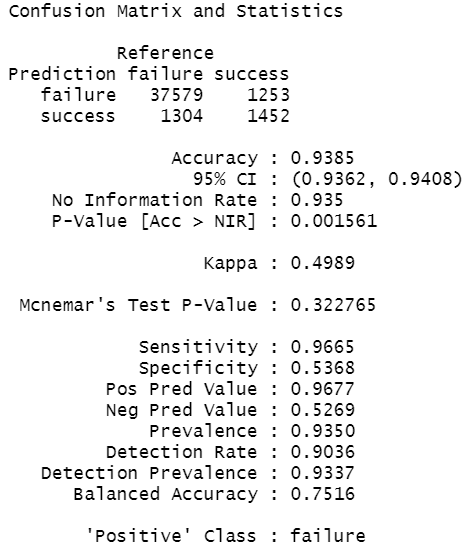 Confusion Matrix and Statistics
Reference
Prediction failure success
failure 37579 1253
success 1304 1452
Accuracy : 0.9385
95% CI : (0.9362, 0.9408)
No Information Rate : 0.935
P-Value [Acc > NIR] : 0.001561
Kappa : 0.4989
Mcnemar's Test P-Value : 0.322765
Sensitivity : 0.9665
Specificity : 0.5368
Pos Pred Value : 0.9677
Neg Pred Value : 0.5269
Prevalence : 0.9350
Detection Rate : 0.9036
Detection Prevalence : 0.9337
Balanced Accuracy : 0.7516
'Positive' Class : failure